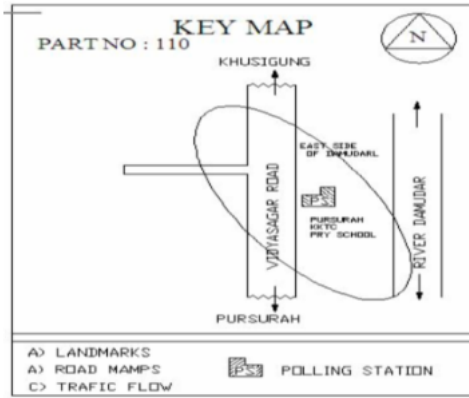 KEY MAP
PART NO : 110
N
KHUSIGUNG
EAST SIDE
OF DAMUDARL
VIDYASAGAR ROAD
PS
PURSURAH
KKTC
PRY SCHOOL
RIVER DAMUDAR
PURSURAH
A) LANDMARKS
A) ROAD MAMPS
C) TRAFIC FLOW
PS
POLLING STATION